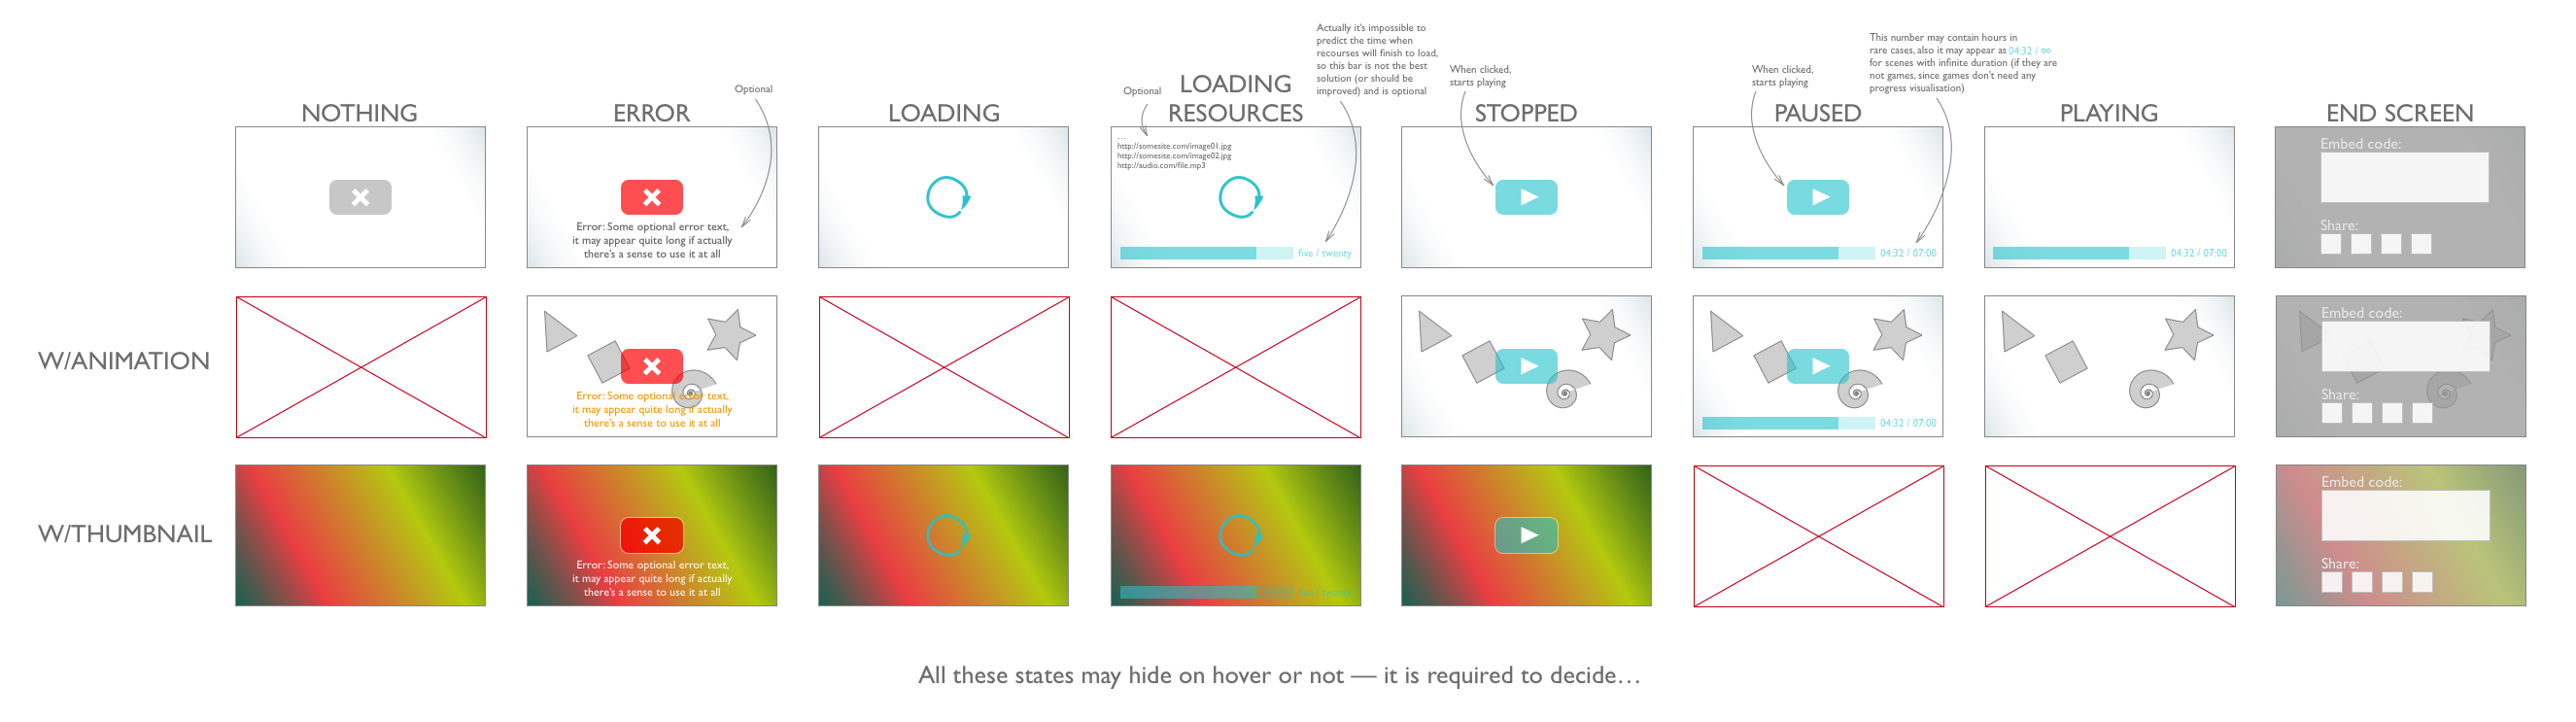 Actually it's impossible to
predict the time when
recourses will finish to load,
so this bar is not the best
solution (or should be
improved) and is optional
This number may contain hours in
rare cases, also it may appear as 04:32 / ∞
for scenes with infinite duration (if they are
not games, since games don't need any
progress visualisation)
Optional
Optional
When clicked,
starts playing
When clicked,
starts playing
NOTHING
ERROR
LOADING
LOADING
RESOURCES
STOPPED
PAUSED
PLAYING
END SCREEN
Error: Some optional error text,
it may appear quite long if actually
there's a sense to use it at all
...
http://somesite.com/image01.jpg
http://somesite.com/image02.jpg
http://audio.com/file.mp3
five / twenty
04:32 / 07:00
04:32 / 07:00
Embed code:
Share:
W/ANIMATION
Error: Some optional error text,
it may appear quite long if actually
there's a sense to use it at all
04:32 / 07:00
Embed code:
Share:
W/THUMBNAIL
Error: Some optional error text,
it may appear quite long if actually
there's a sense to use it at all
five / twenty
Embed code:
Share:
All these states may hide on hover or not — it is required to decide…